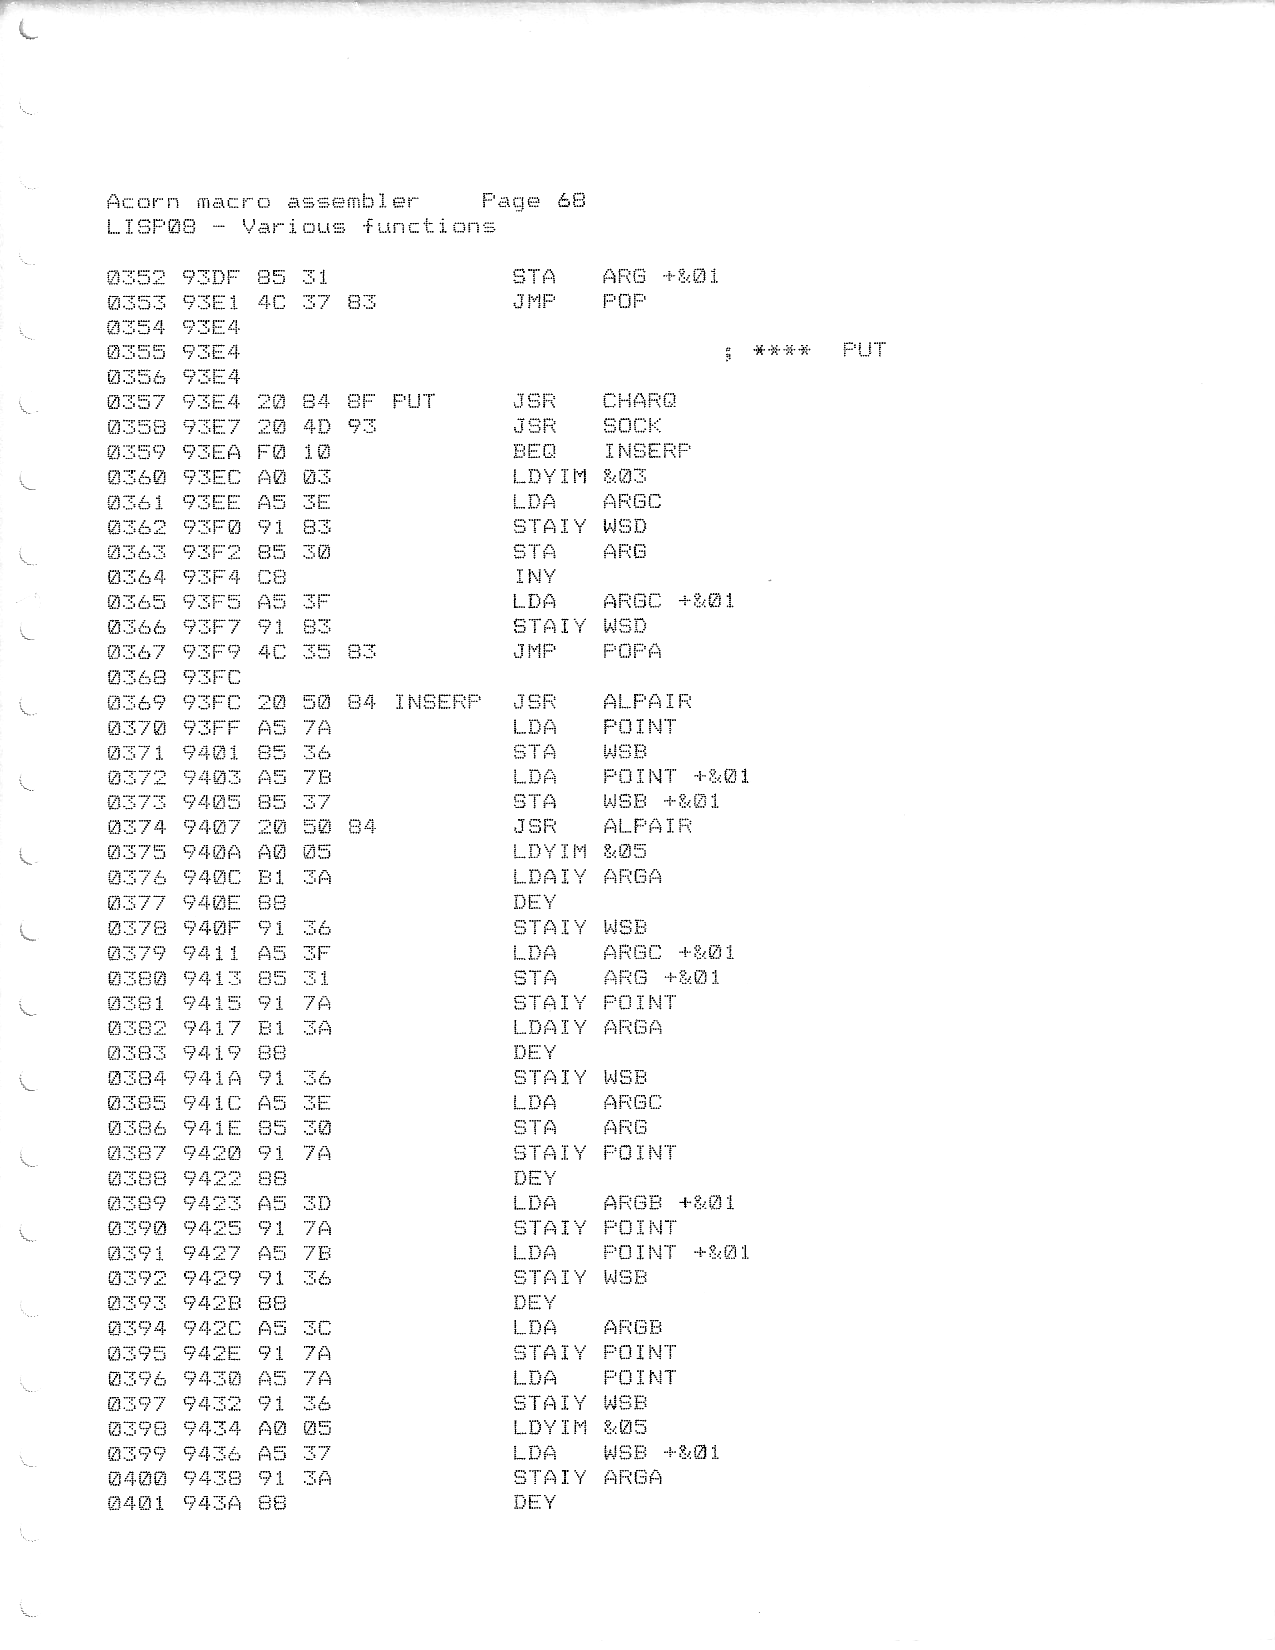 Acorn macro assembler    Page 68
LISP08 - Various functions
0352 93DF 85 31            STA   ARG +&01
0353 93E1 4C 37 83         JMP   POP
0354 93E4
0355 93E4                                ; ****  PUT
0356 93E4
0357 93E4 20 84 8F PUT     JSR   CHARQ
0358 93E7 20 4D 93         JSR   SOCK
0359 93EA F0 10            BEQ   INSERP
0360 93EC A0 03            LDYIM &03
0361 93EE A5 3E            LDA   ARGC
0362 93F0 91 83            STAIY WSD
0363 93F2 85 30            STA   ARG
0364 93F4 C8               INY
0365 93F5 A5 3F            LDA   ARGC +&01
0366 93F7 91 83            STAIY WSD
0367 93F9 4C 35 83         JMP   POPA
0368 93FC
0369 93FC 20 50 84 INSERP  JSR   ALPAIR
0370 93FF A5 7A            LDA   POINT
0371 9401 85 36            STA   WSB
0372 9403 A5 7B            LDA   POINT +&01
0373 9405 85 37            STA   WSB +&01
0374 9407 20 50 84         JSR   ALPAIR
0375 940A A0 05            LDYIM &05
0376 940C B1 3A            LDAIY ARGA
0377 940E 88               DEY
0378 940F 91 36            STAIY WSB
0379 9411 A5 3F            LDA   ARGC +&01
0380 9413 85 31            STA   ARG +&01
0381 9415 91 7A            STAIY POINT
0382 9417 B1 3A            LDAIY ARGA
0383 9419 88               DEY
0384 941A 91 36            STAIY WSB
0385 941C A5 3E            LDA   ARGC
0386 941E 85 30            STA   ARG
0387 9420 91 7A            STAIY POINT
0388 9422 88               DEY
0389 9423 A5 3D            LDA   ARGB +&01
0390 9425 91 7A            STAIY POINT
0391 9427 A5 7B            LDA   POINT +&01
0392 9429 91 36            STAIY WSB
0393 942B 88               DEY
0394 942C A5 3C            LDA   ARGB
0395 942E 91 7A            STAIY POINT
0396 9430 A5 7A            LDA   POINT
0397 9432 91 36            STAIY WSB
0398 9434 A0 05            LDYIM &05
0399 9436 A5 37            LDA   WSB +&01
0400 9438 91 3A            STAIY ARGA
0401 943A 88               DEY